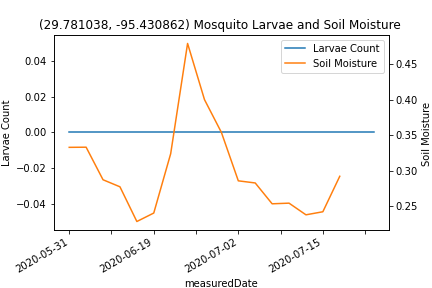 (29.781038, -95.430862) Mosquito Larvae and Soil Moisture
Larvae Count
Soil Moisture
0.04
0.02
0.00
−0.02
−0.04
Larvae Count
0.45
0.40
0.35
0.30
0.25
Soil Moisture
2020-05-31
2020-06-19
2020-07-02
2020-07-15
measuredDate